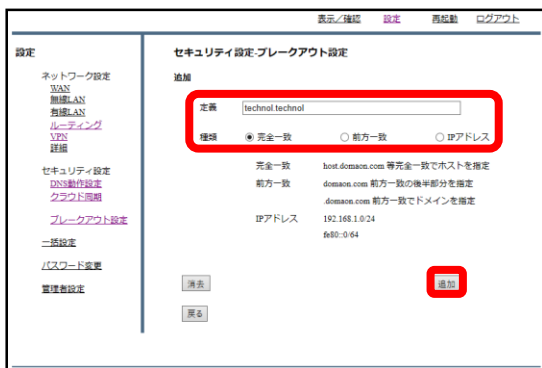 表示／確認 設定 再起動 ログアウト
設定
ネットワーク設定
WAN
無線LAN
有線LAN
ルーティング
VPN
詳細
セキュリティ設定
DNS動作設定
クラウド同期
ブレークアウト設定
一括設定
パスワード変更
管理者設定
セキュリティ設定-ブレークアウト設定
追加
定義 technol.technol
種類 完全一致 前方一致 IPアドレス
完全一致 host.domaon.com 等完全一致でホストを指定
前方一致 domaon.com 前方一致の後半部分を指定
.domaon.com 前方一致でドメインを指定
IPアドレス 192.168.1.0/24
fe80::0/64
消去 追加
戻る